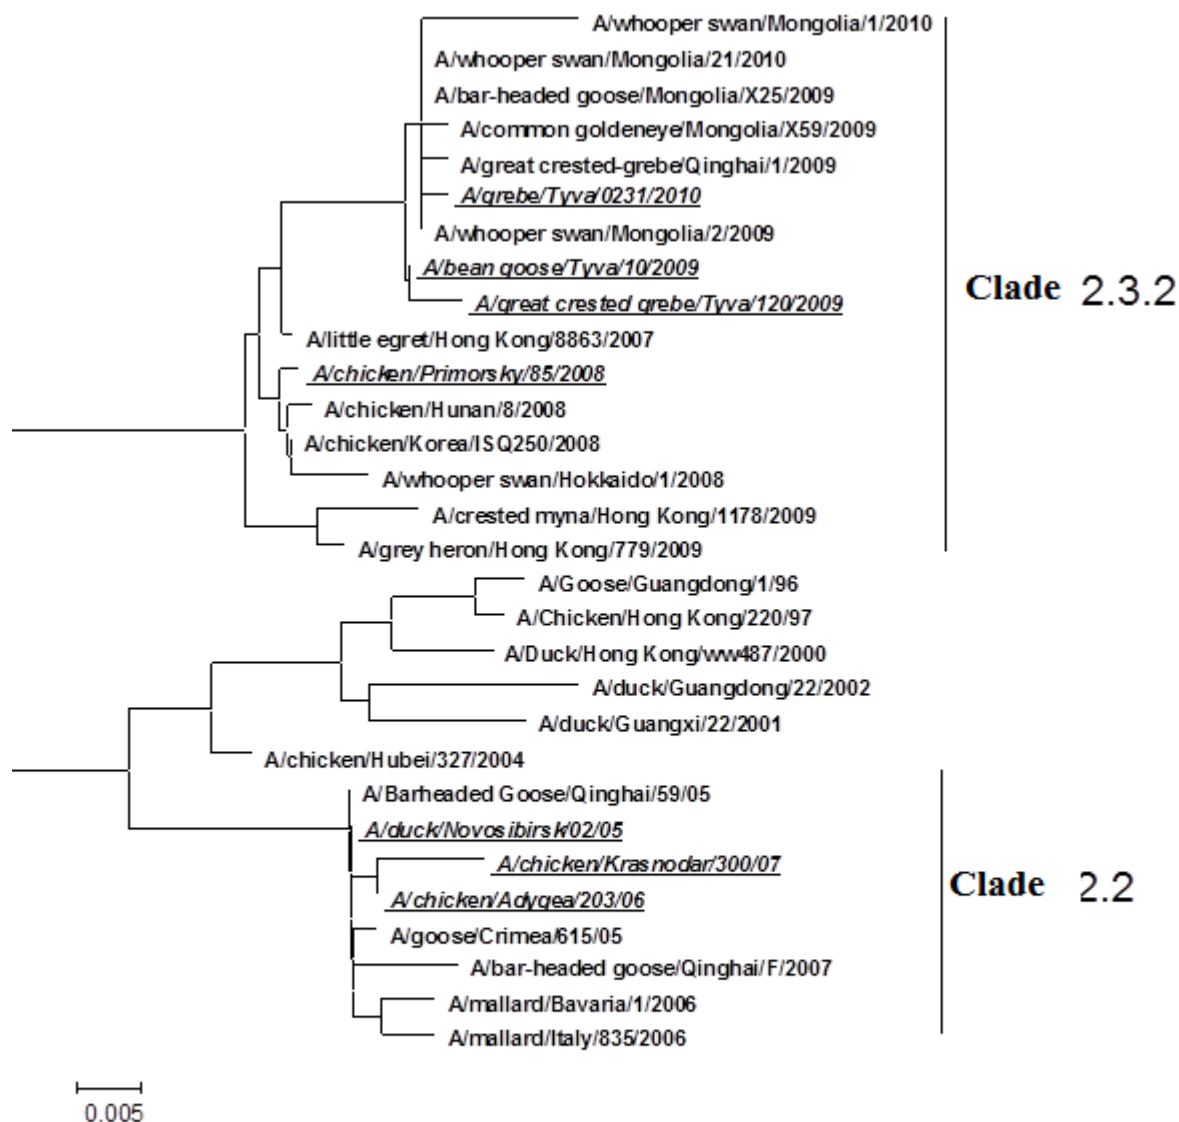 A/whooper swan/Mongolia/1/2010
A/whooper swan/Mongolia/21/2010
A/bar-headed goose/Mongolia/X25/2009
A/common goldeneye/Mongolia/X59/2009
A/great crested-grebe/Qinghai/1/2009
A/grebe/Tyva/0231/2010
A/whooper swan/Mongolia/2/2009
A/bean goose/Tyva/10/2009
Clade 2.3.2
A/great crested grebe/Tyva/120/2009
A/little egret/Hong Kong/8863/2007
A/chicken/Primorsky/85/2008
A/chicken/Hunan/8/2008
A/chicken/Korea/ISQ250/2008
A/whooper swan/Hokkaido/1/2008
A/crested myna/Hong Kong/1178/2009
A/grey heron/Hong Kong/779/2009
A/Goose/Guangdong/1/96
A/Chicken/Hong Kong/220/97
A/Duck/Hong Kong/ww487/2000
A/duck/Guangdong/22/2002
A/duck/Guangxi/22/2001
A/chicken/Hubei/327/2004
A/Barheaded Goose/Qinghai/59/05
A/duck/Novosibirsk/02/05
A/chicken/Krasnodar/300/07
Clade 2.2
A/chicken/Adygea/203/06
A/goose/Crimea/615/05
A/bar-headed goose/Qinghai/F/2007
A/mallard/Bavaria/1/2006
A/mallard/Italy/835/2006
0.005